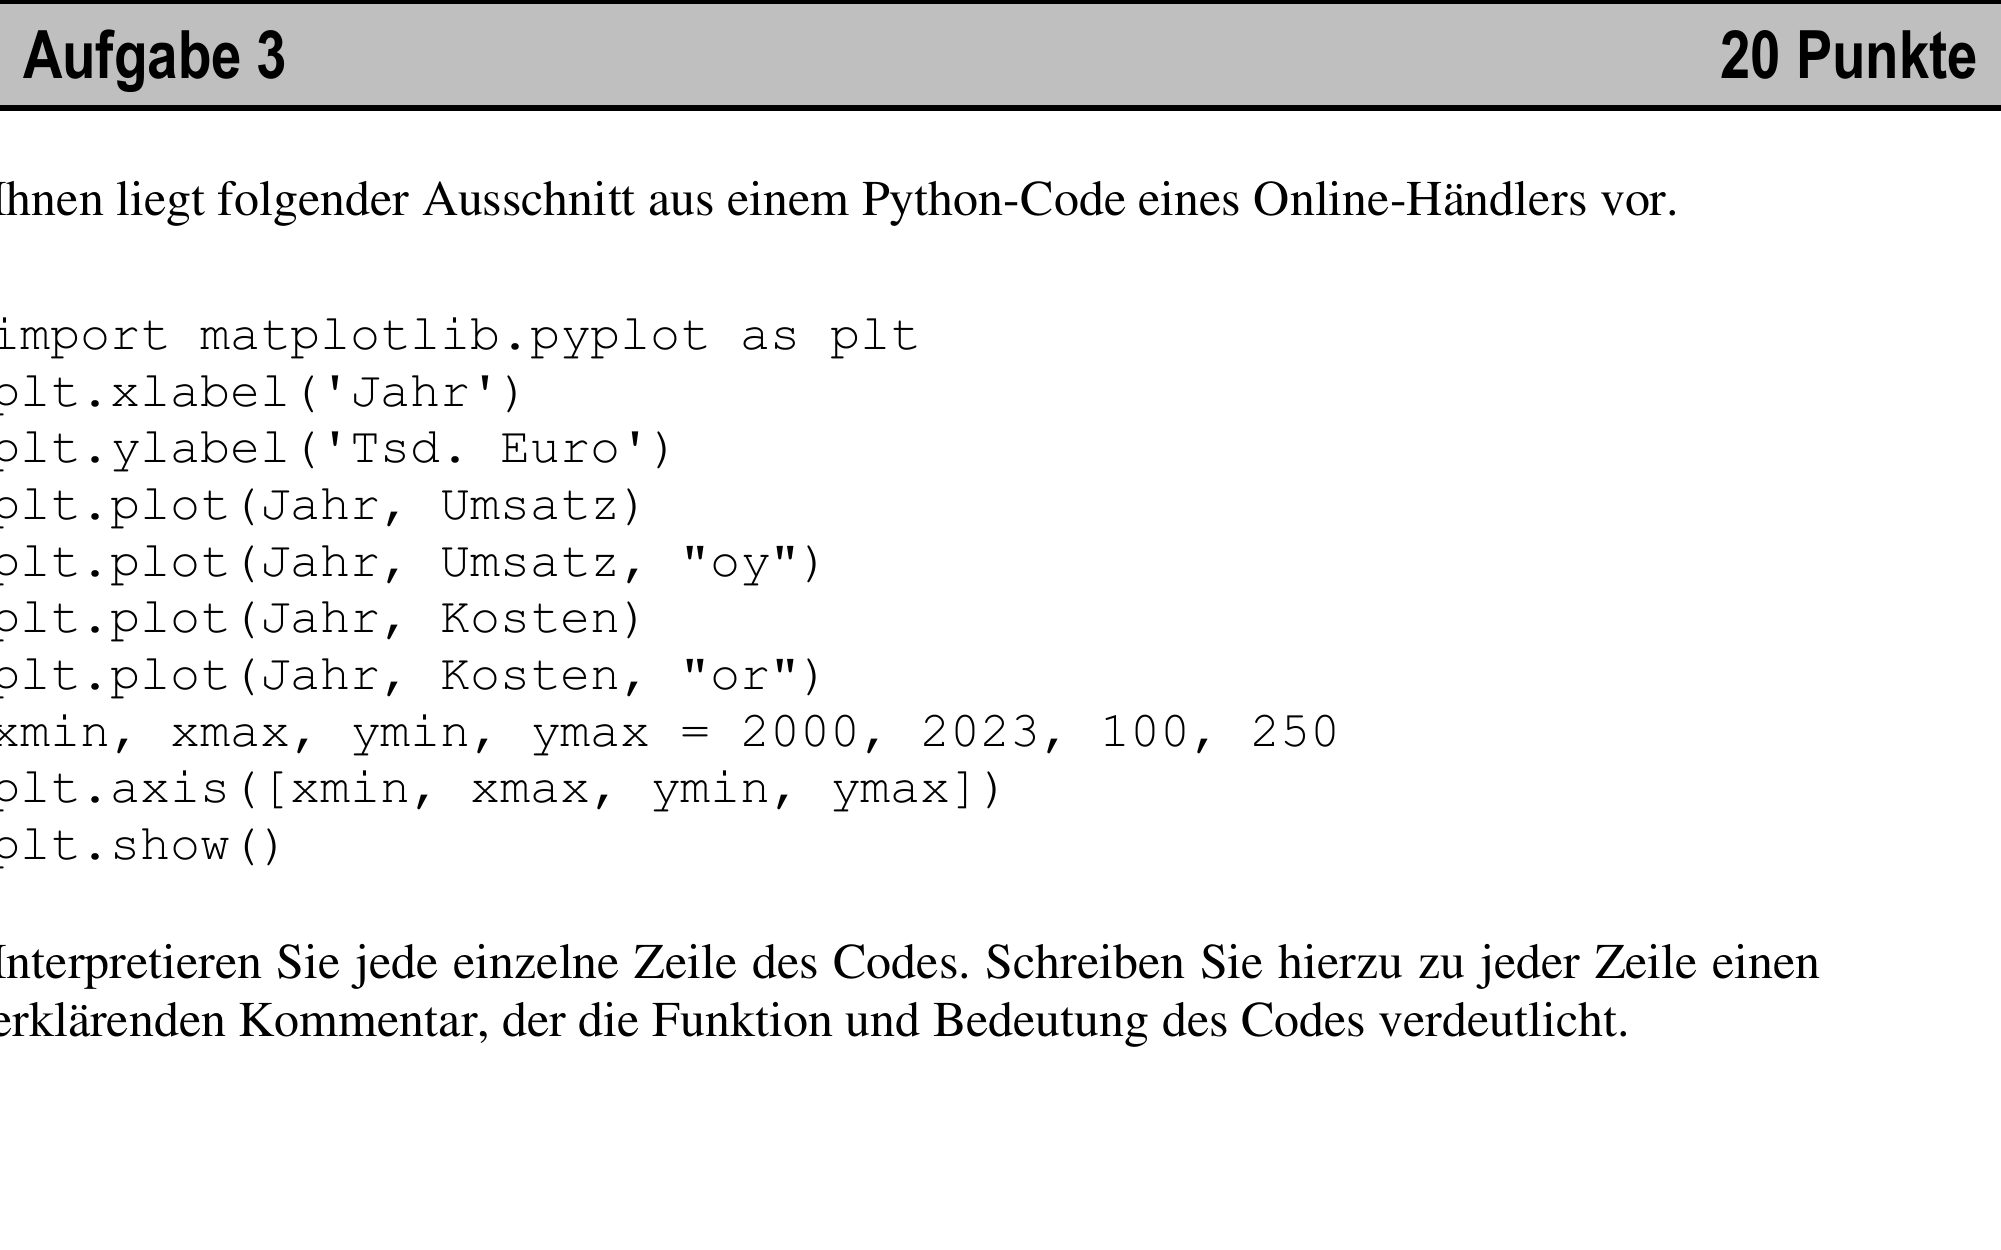 Aufgabe 3 20 Punkte
Ihnen liegt folgender Ausschnitt aus einem Python-Code eines Online-Händlers vor.
import matplotlib.pyplot as plt
plt.xlabel('Jahr')
plt.ylabel('Tsd. Euro')
plt.plot(Jahr, Umsatz)
plt.plot(Jahr, Umsatz, "oy")
plt.plot(Jahr, Kosten)
plt.plot(Jahr, Kosten, "or")
xmin, xmax, ymin, ymax = 2000, 2023, 100, 250
plt.axis([xmin, xmax, ymin, ymax])
plt.show()
Interpretieren Sie jede einzelne Zeile des Codes. Schreiben Sie hierzu zu jeder Zeile einen
erklärenden Kommentar, der die Funktion und Bedeutung des Codes verdeutlicht.